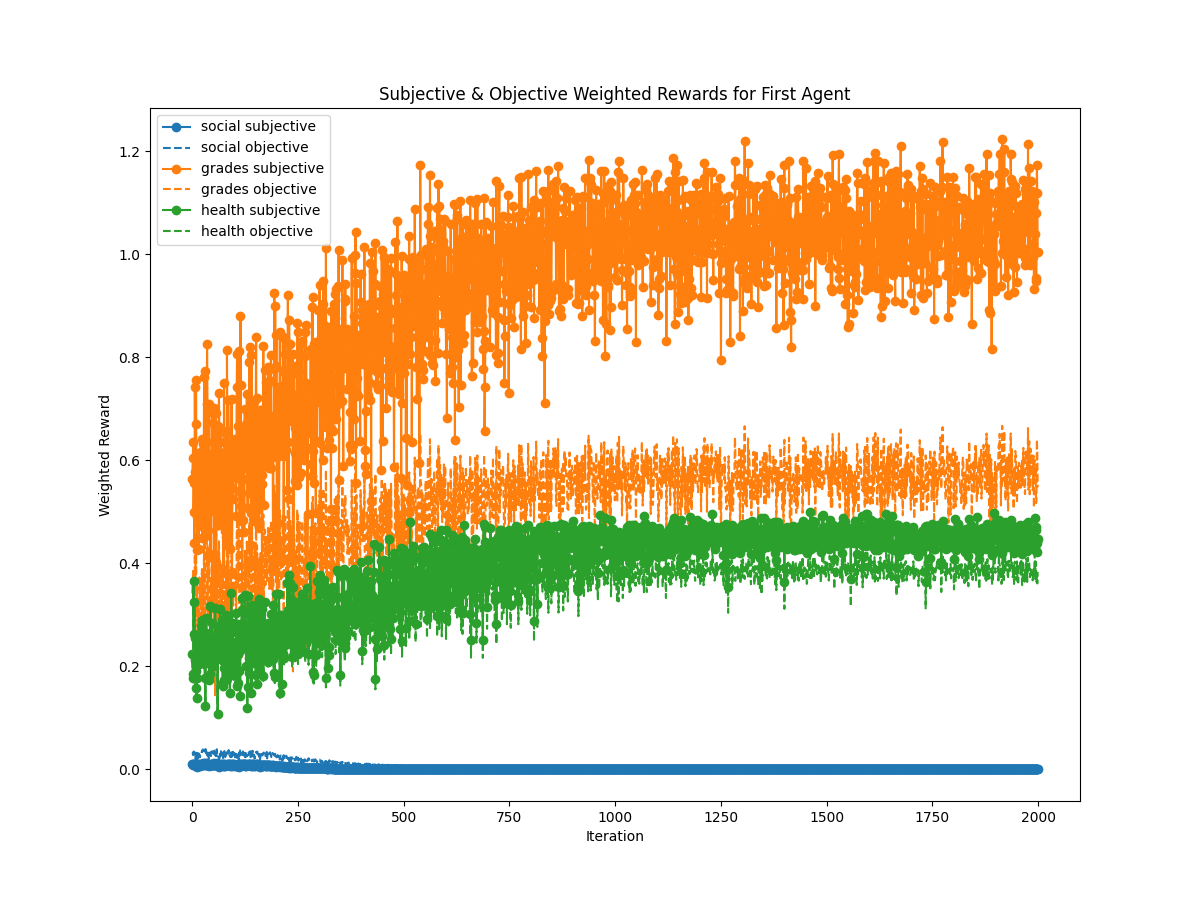 Subjective & Objective Weighted Rewards for First Agent
social subjective
social objective
grades subjective
grades objective
health subjective
health objective
Weighted Reward
1.2
1.0
0.8
0.6
0.4
0.2
0.0
0 250 500 750 1000 1250 1500 1750 2000
Iteration